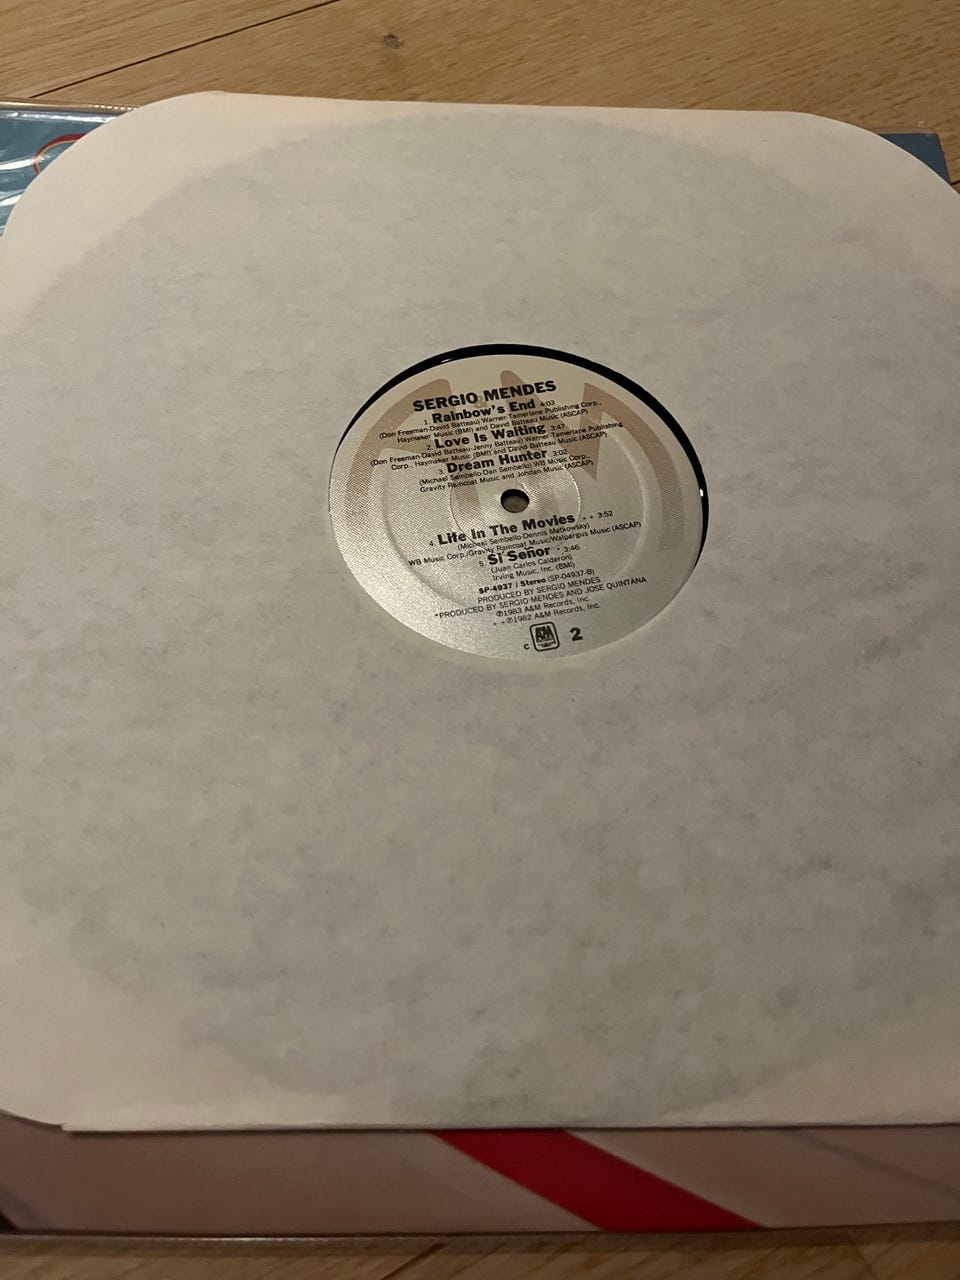 SERGIO MENDES
1. Rainbow's End 4:03
(Don Freeman-David Batteau) Warner-Tamerlane Publishing Corp.,
Haymaker Music (BMI) and David Batteau Music (ASCAP)
2. Love Is Waiting 3:47
(Don Freeman-David Batteau-Jenny Batteau) Warner-Tamerlane Publishing
Corp., Haymaker Music (BMI) and David Batteau Music (ASCAP)
3. Dream Hunter 3:02
(Michael Sembello-Dan Sembello) WB Music Corp.,
Gravity Raincoat Music and Johdan Music (ASCAP)
4. Life In The Movies + + 3:52
(Michael Sembello-Dennis Matkowsky)
WB Music Corp./Gravity Raincoat Music/Walpargus Music (ASCAP)
5. Sí Señor * 3:46
(Juan Carlos Calderon)
Irving Music, Inc. (BMI)
SP-4937 / Stereo (SP-04937-B)
PRODUCED BY SERGIO MENDES
*PRODUCED BY SERGIO MENDES AND JOSE QUINTANA
℗1983 A&M Records, Inc.
+ +℗1982 A&M Records, Inc.
c A&M 2